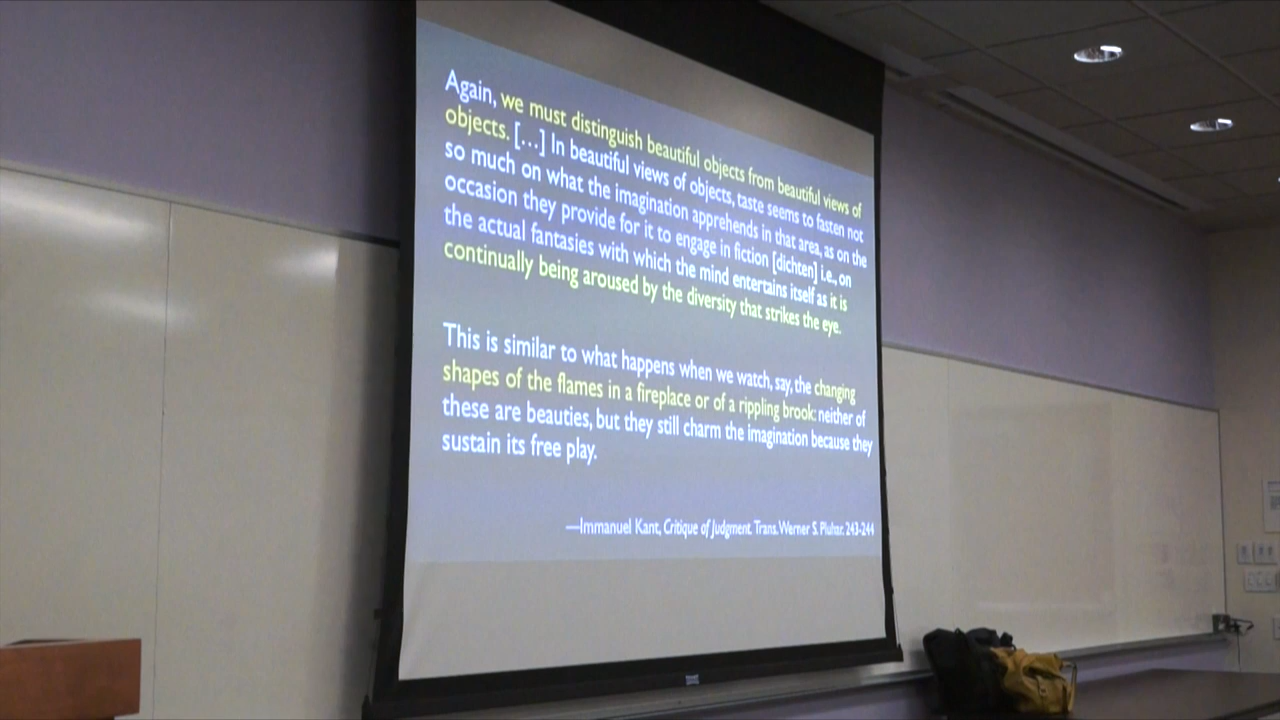 Again, we must distinguish beautiful objects from beautiful views of
objects. [...] In beautiful views of objects, taste seems to fasten not
so much on what the imagination apprehends in that area, as on the
occasion they provide for it to engage in fiction [dichten] i.e., on
the actual fantasies with which the mind entertains itself as it is
continually being aroused by the diversity that strikes the eye.
This is similar to what happens when we watch, say, the changing
shapes of the flames in a fireplace or of a rippling brook: neither of
these are beauties, but they still charm the imagination because they
sustain its free play.
—Immanuel Kant, Critique of Judgment. Trans. Werner S. Pluhar. 243-244